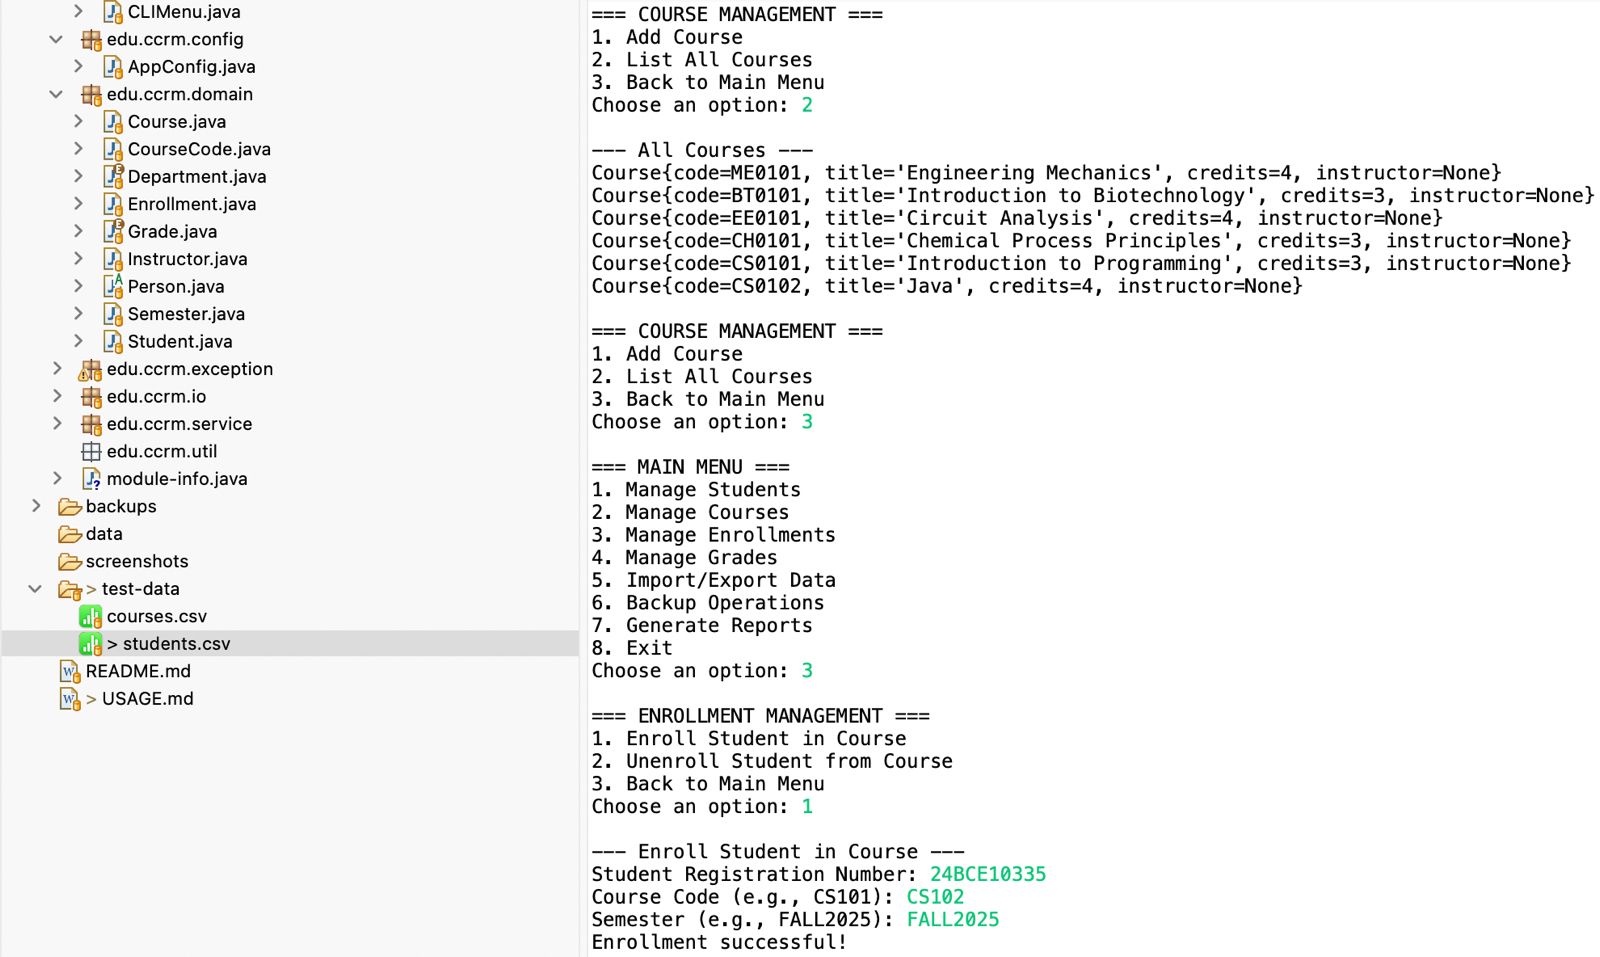 CLIMenu.java
edu.ccrm.config
AppConfig.java
edu.ccrm.domain
Course.java
CourseCode.java
Department.java
Enrollment.java
Grade.java
Instructor.java
Person.java
Semester.java
Student.java
edu.ccrm.exception
edu.ccrm.io
edu.ccrm.service
edu.ccrm.util
module-info.java
backups
data
screenshots
> test-data
courses.csv
> students.csv
README.md
> USAGE.md
=== COURSE MANAGEMENT ===
1. Add Course
2. List All Courses
3. Back to Main Menu
Choose an option: 2
--- All Courses ---
Course{code=ME0101, title='Engineering Mechanics', credits=4, instructor=None}
Course{code=BT0101, title='Introduction to Biotechnology', credits=3, instructor=None}
Course{code=EE0101, title='Circuit Analysis', credits=4, instructor=None}
Course{code=CH0101, title='Chemical Process Principles', credits=3, instructor=None}
Course{code=CS0101, title='Introduction to Programming', credits=3, instructor=None}
Course{code=CS0102, title='Java', credits=4, instructor=None}
=== COURSE MANAGEMENT ===
1. Add Course
2. List All Courses
3. Back to Main Menu
Choose an option: 3
=== MAIN MENU ===
1. Manage Students
2. Manage Courses
3. Manage Enrollments
4. Manage Grades
5. Import/Export Data
6. Backup Operations
7. Generate Reports
8. Exit
Choose an option: 3
=== ENROLLMENT MANAGEMENT ===
1. Enroll Student in Course
2. Unenroll Student from Course
3. Back to Main Menu
Choose an option: 1
--- Enroll Student in Course ---
Student Registration Number: 24BCE10335
Course Code (e.g., CS101): CS102
Semester (e.g., FALL2025): FALL2025
Enrollment successful!